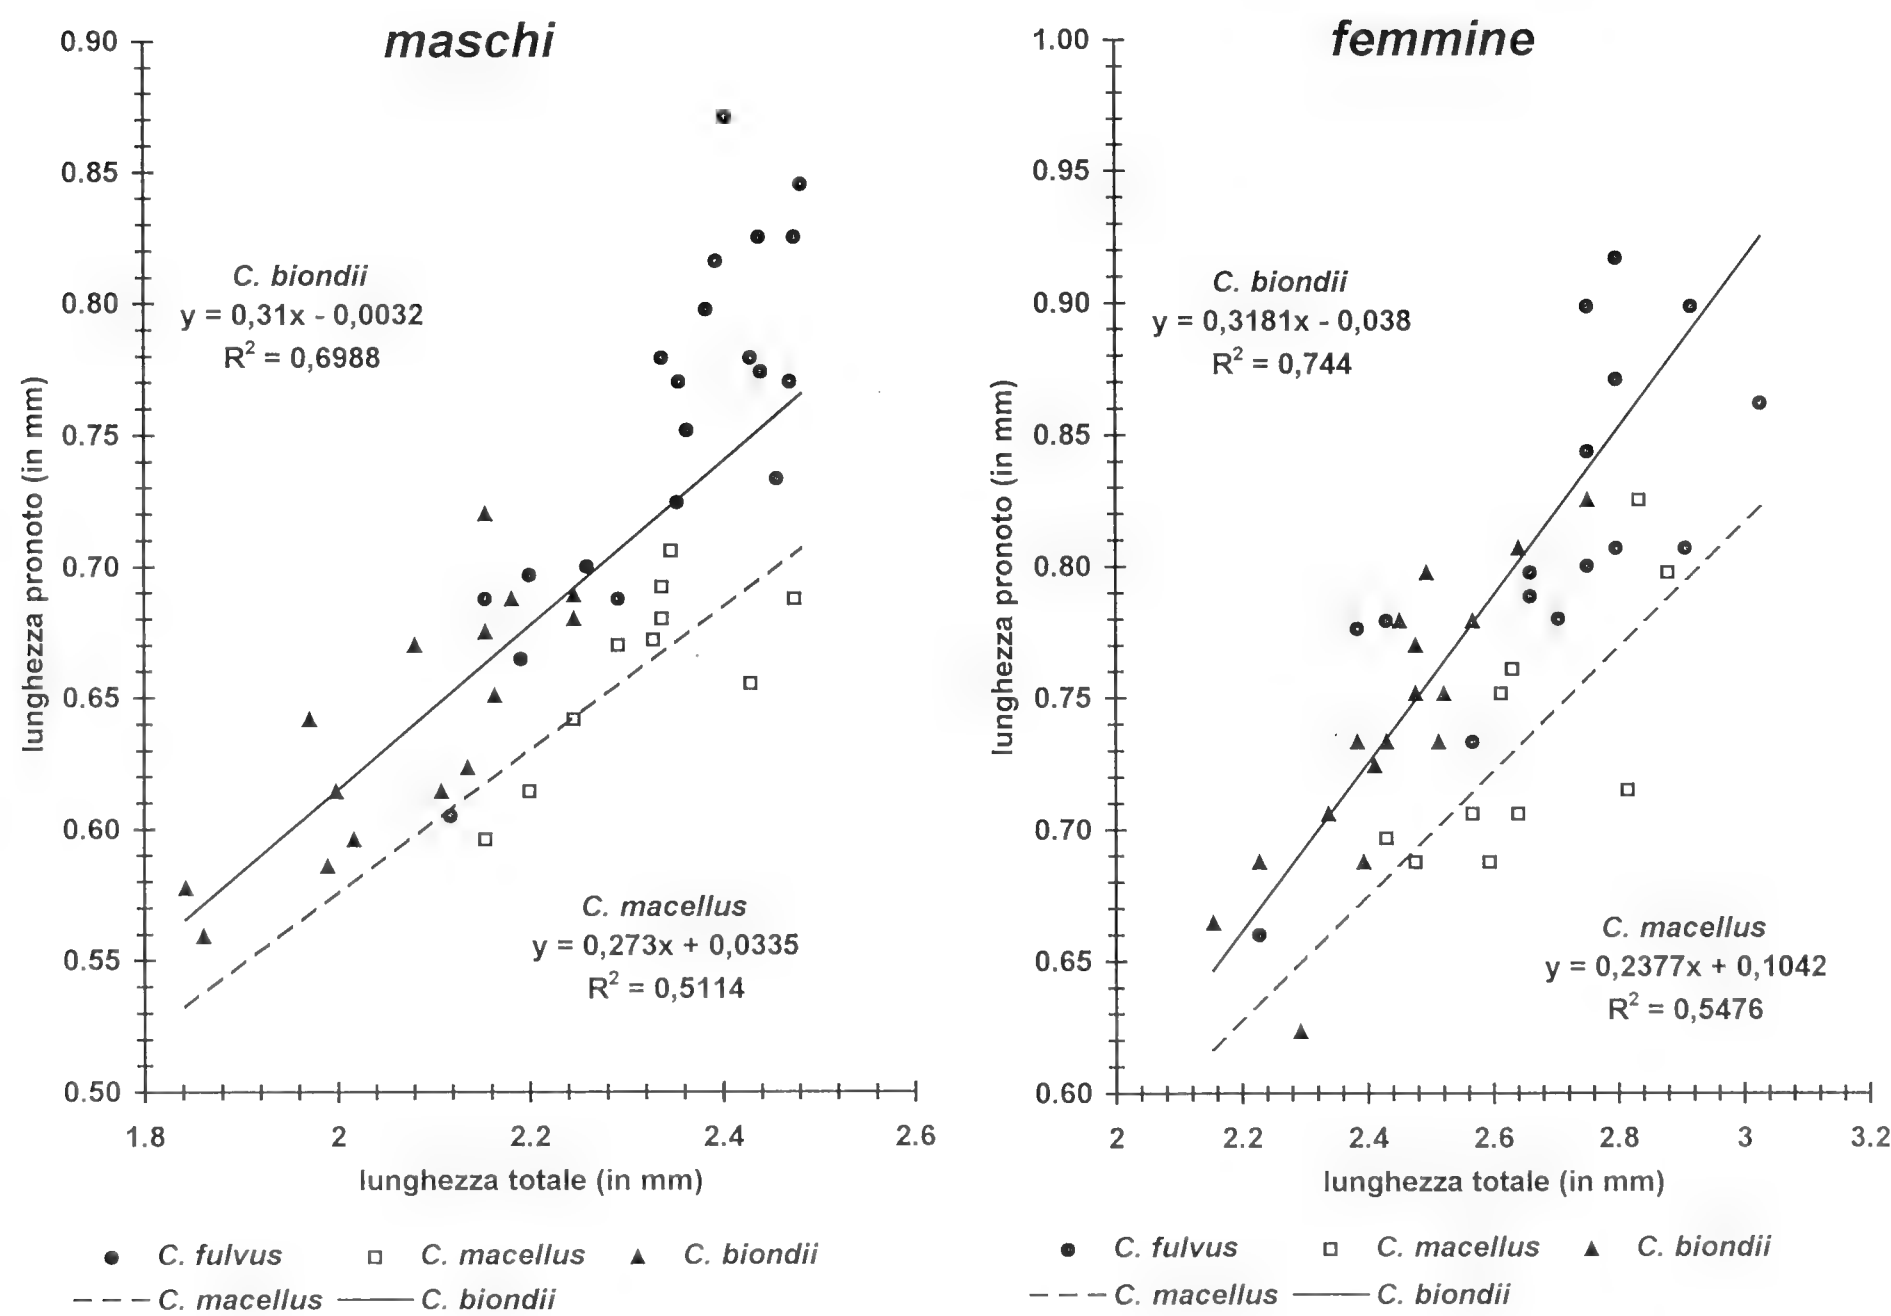 maschi
0.90
0.85
0.80
0.75
0.70
0.65
0.60
0.55
0.50
1.8 2 2.2 2.4 2.6
lunghezza pronoto (in mm)
lunghezza totale (in mm)
C. biondii
y = 0,31x - 0,0032
R² = 0,6988
C. macellus
y = 0,273x + 0,0335
R² = 0,5114
C. fulvus C. macellus C. biondii
C. macellus C. biondii
femmine
1.00
0.95
0.90
0.85
0.80
0.75
0.70
0.65
0.60
2 2.2 2.4 2.6 2.8 3 3.2
lunghezza pronoto (in mm)
lunghezza totale (in mm)
C. biondii
y = 0,3181x - 0,038
R² = 0,744
C. macellus
y = 0,2377x + 0,1042
R² = 0,5476
C. fulvus C. macellus C. biondii
C. macellus C. biondii